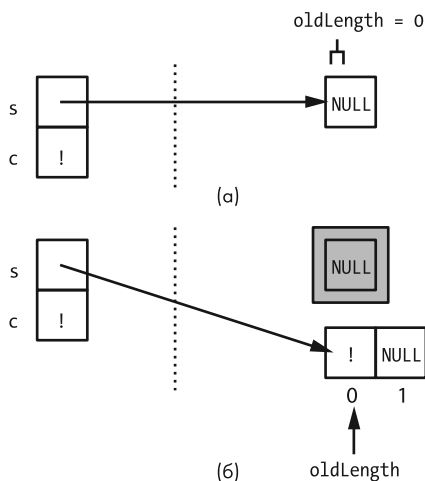 oldLength = 0
s
NULL
c
!
(а)
s
NULL
c
!
! NULL
0 1
oldLength
(б)